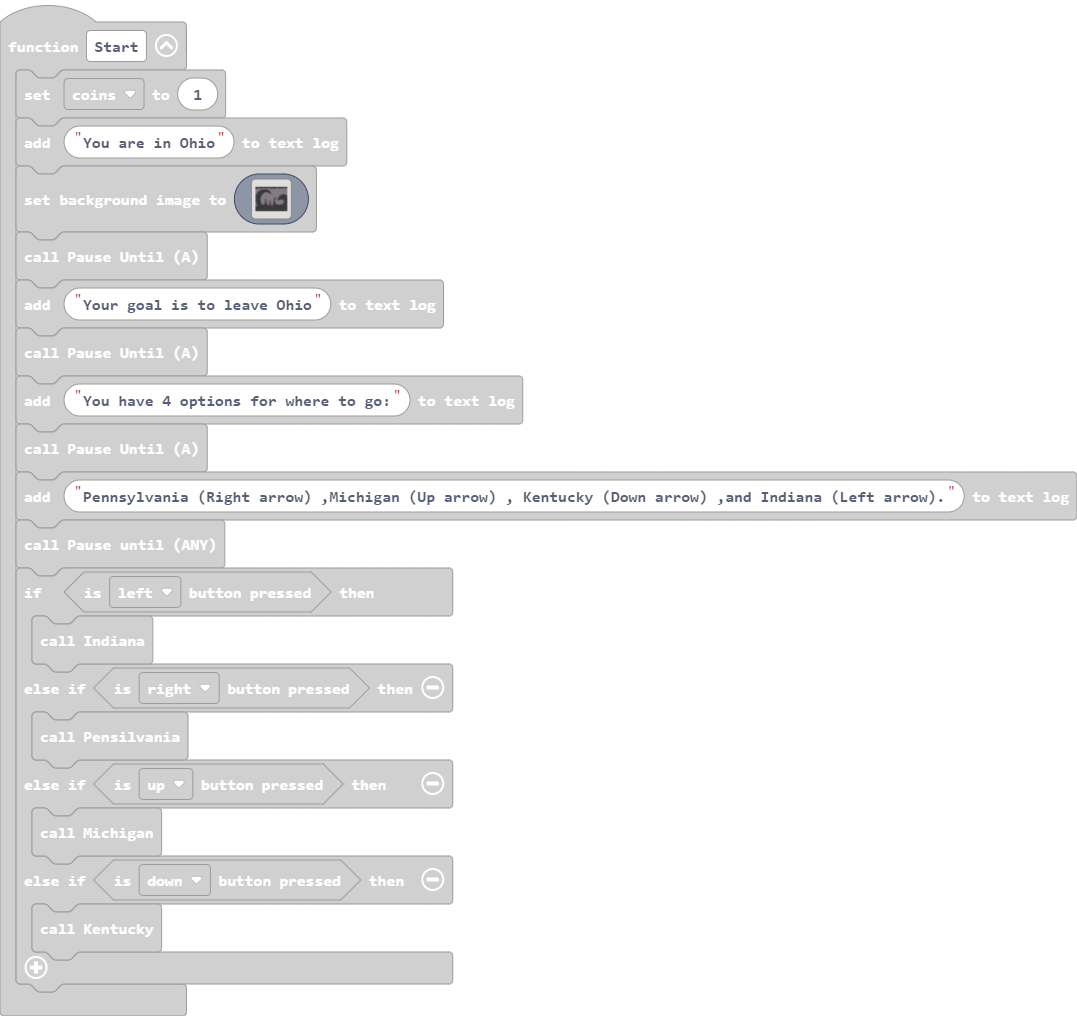 function Start
set coins to 1
add "You are in Ohio" to text log
set background image to
call Pause Until (A)
add "Your goal is to leave Ohio" to text log
call Pause Until (A)
add "You have 4 options for where to go:" to text log
call Pause Until (A)
add "Pennsylvania (Right arrow) ,Michigan (Up arrow) , Kentucky (Down arrow) ,and Indiana (Left arrow)." to text log
call Pause until (ANY)
if is left button pressed then
call Indiana
else if is right button pressed then
call Pensilvania
else if is up button pressed then
call Michigan
else if is down button pressed then
call Kentucky